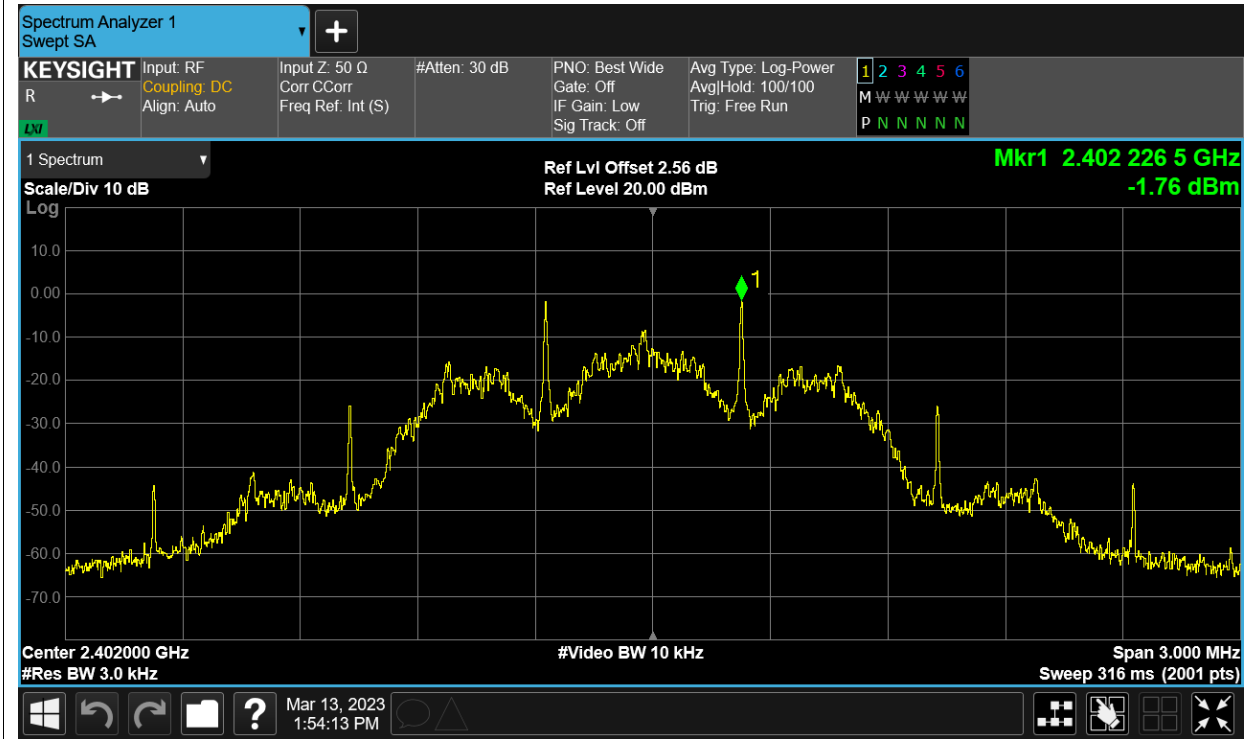 Spectrum Analyzer 1
Swept SA
+
KEYSIGHT
R
LXI
Input: RF
Coupling: DC
Align: Auto
Input Z: 50 Ω
Corr CCorr
Freq Ref: Int (S)
#Atten: 30 dB
PNO: Best Wide
Gate: Off
IF Gain: Low
Sig Track: Off
Avg Type: Log-Power
Avg|Hold: 100/100
Trig: Free Run
1 2 3 4 5 6
M W W W W W
P N N N N N
1 Spectrum
Scale/Div 10 dB
Log
Ref Lvl Offset 2.56 dB
Ref Level 20.00 dBm
Mkr1 2.402 226 5 GHz
-1.76 dBm
10.0
0.00
-10.0
-20.0
-30.0
-40.0
-50.0
-60.0
-70.0
1
Center 2.402000 GHz
#Res BW 3.0 kHz
#Video BW 10 kHz
Span 3.000 MHz
Sweep 316 ms (2001 pts)
?
Mar 13, 2023
1:54:13 PM